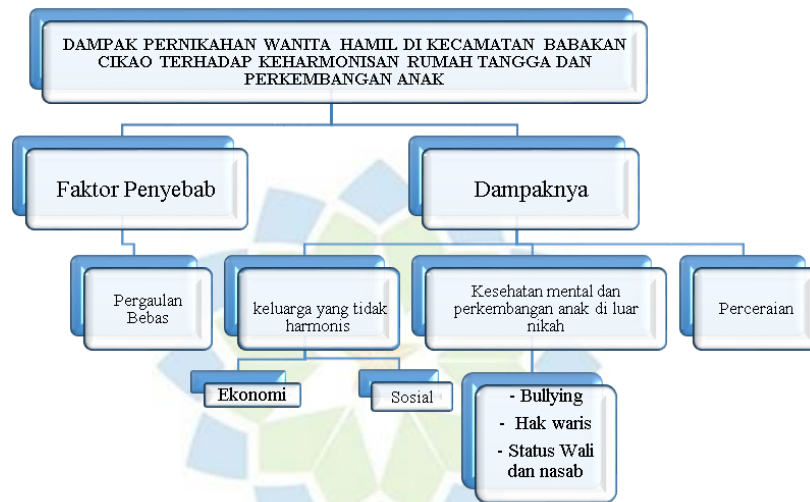 DAMPAK PERNIKAHAN WANITA HAMIL DI KECAMATAN BABAKAN
CIKAO TERHADAP KEHARMONISAN RUMAH TANGGA DAN
PERKEMBANGAN ANAK
Faktor Penyebab
Dampaknya
Pergaulan
Bebas
keluarga yang tidak
harmonis
Kesehatan mental dan
perkembangan anak di luar
nikah
Perceraian
Ekonomi
Sosial
- Bullying
- Hak waris
- Status Wali
dan nasab